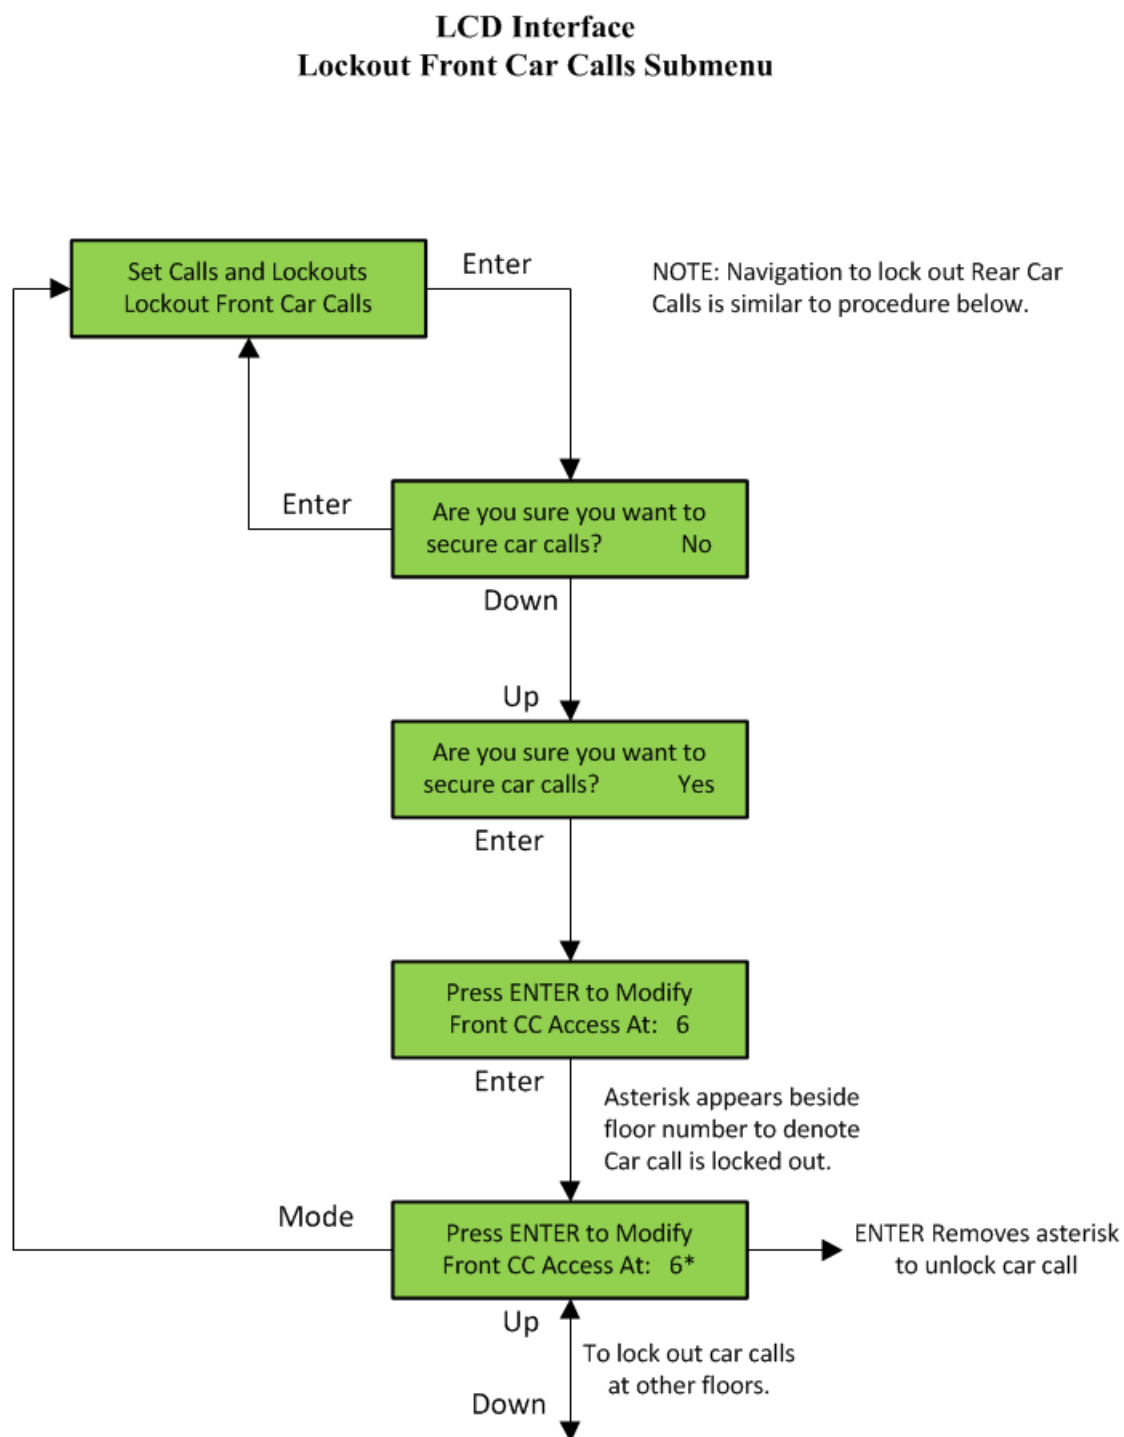 LCD Interface
Lockout Front Car Calls Submenu
Set Calls and Lockouts
Lockout Front Car Calls
Enter
NOTE: Navigation to lock out Rear Car
Calls is similar to procedure below.
Enter
Are you sure you want to
secure car calls? No
Down
Up
Are you sure you want to
secure car calls? Yes
Enter
Press ENTER to Modify
Front CC Access At: 6
Enter
Asterisk appears beside
floor number to denote
Car call is locked out.
Mode
Press ENTER to Modify
Front CC Access At: 6*
ENTER Removes asterisk
to unlock car call
Up
To lock out car calls
at other floors.
Down